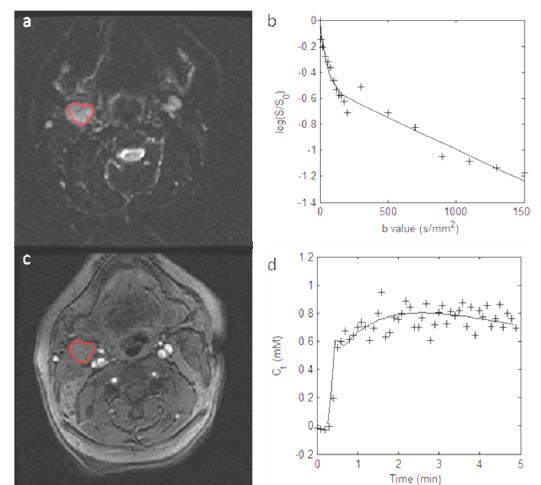 a
b
0
-0.2
-0.4
-0.6
-0.8
-1
-1.2
-1.4
log(S/S0)
0 500 1000 1500
b value (s/mm²)
c
d
1.2
1
0.8
0.6
0.4
0.2
0
-0.2
Ct (mM)
0 1 2 3 4 5
Time (min)